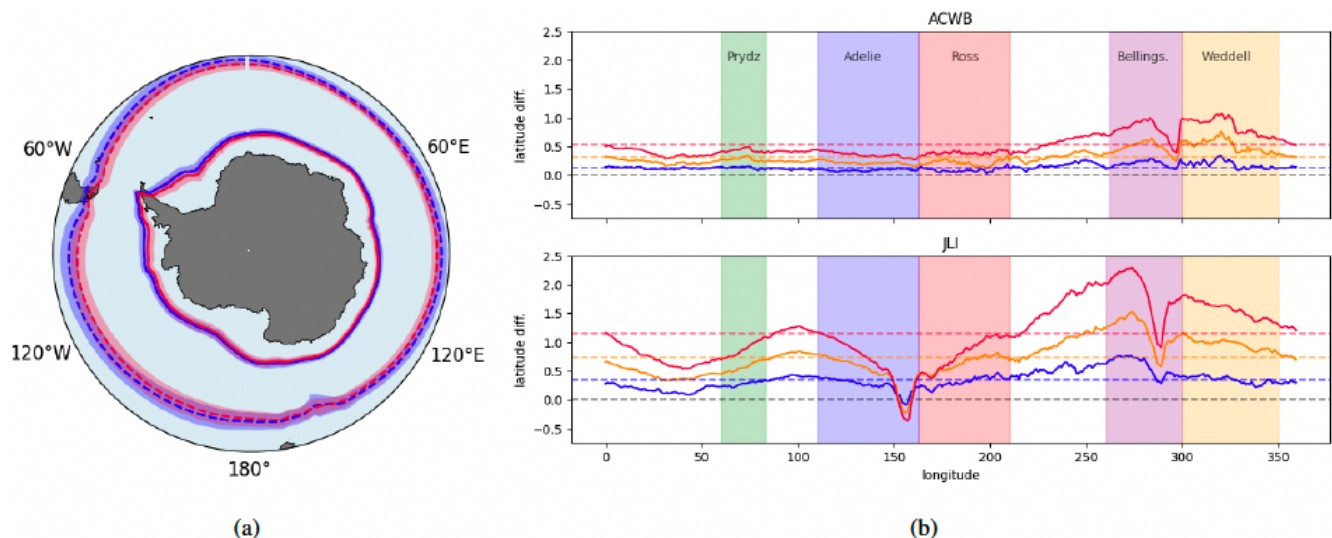 60°W
60°E
120°W
120°E
180°
(a)
ACWB
latitude diff.
2.5
2.0
1.5
1.0
0.5
0.0
−0.5
Prydz
Adelie
Ross
Bellings.
Weddell
JLI
latitude diff.
2.5
2.0
1.5
1.0
0.5
0.0
−0.5
0 50 100 150 200 250 300 350
longitude
(b)